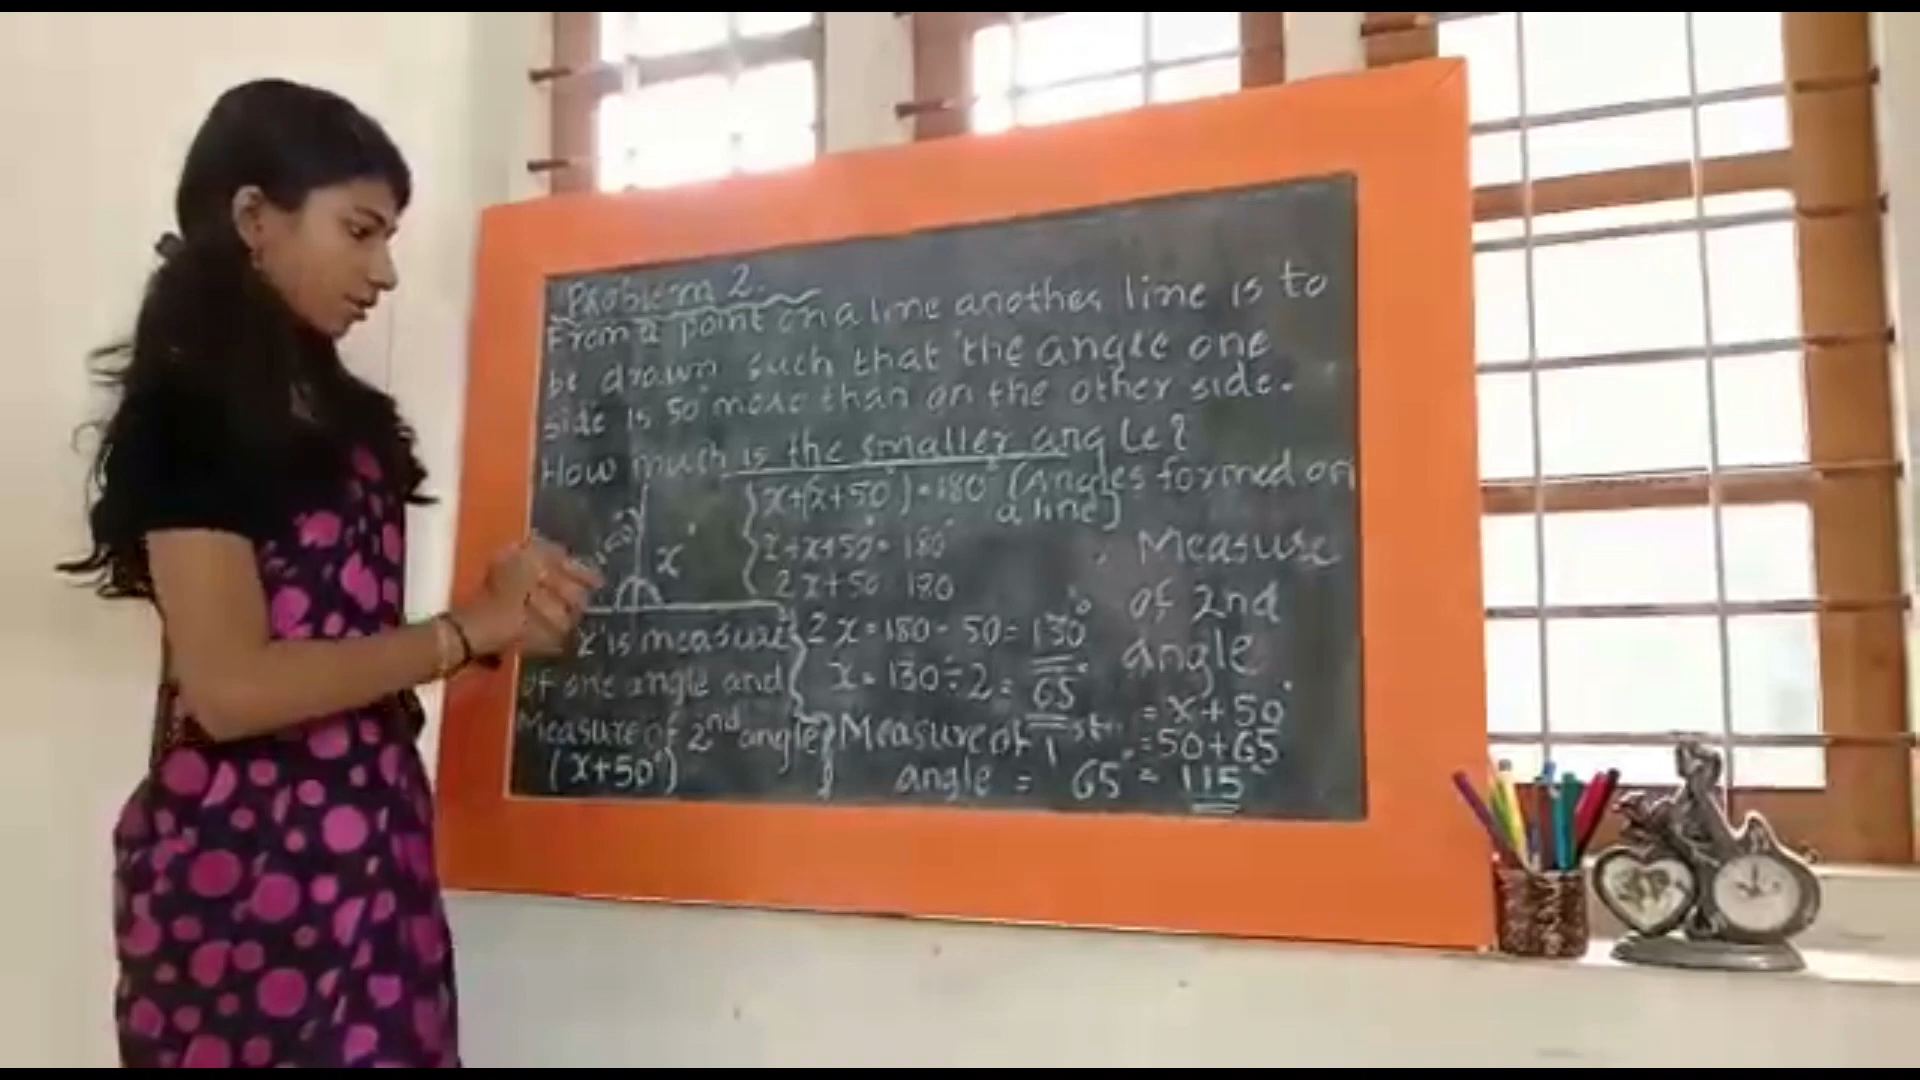 Problem 2.
From a point on a line another line is to
be drawn such that the angle one
side is 50° more than on the other side.
How much is the smaller angle?
x+(x+50°)=180° (Angles formed on
a line)
x+x+50°=180°
2x+50 180
2x=180-50=130°
x=130÷2=65°
x°
'x' is measure
of one angle and
Measure of 2nd angle
(x+50°)
Measure of 1st
angle = 65°
Measure
of 2nd
angle
=x+50°
=50+65
=115°